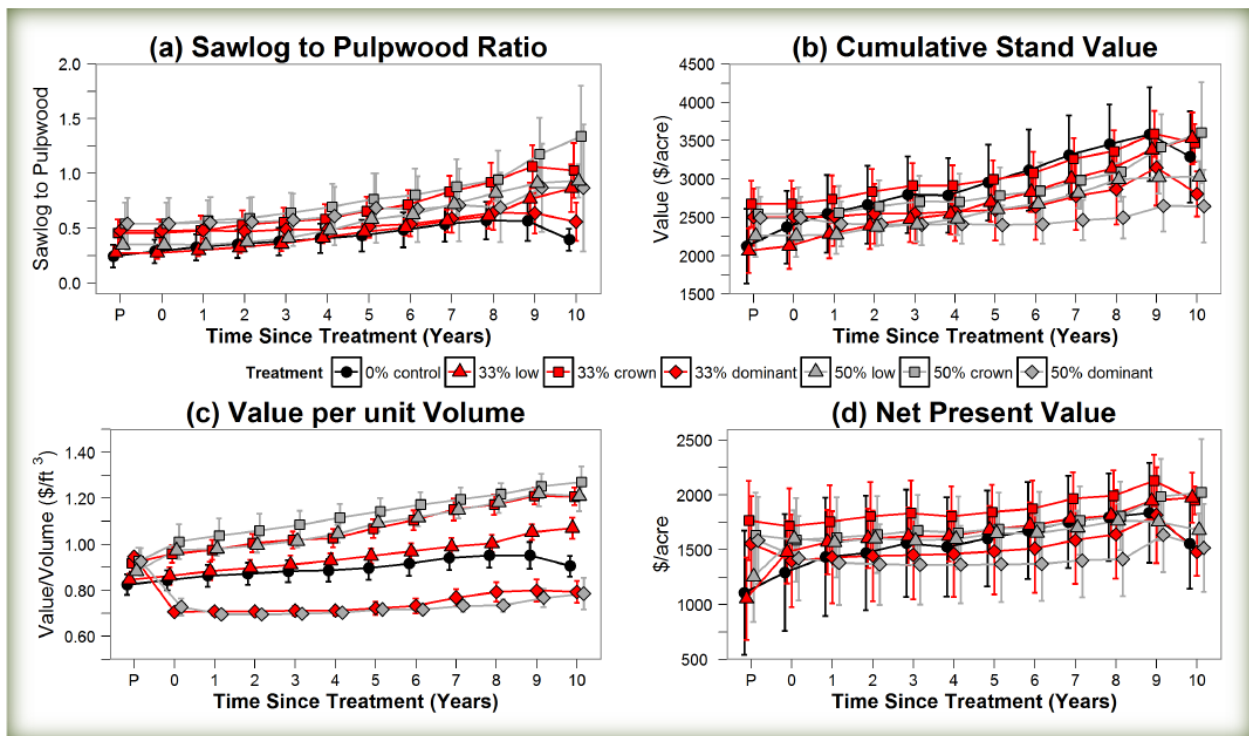 (a) Sawlog to Pulpwood Ratio
Sawlog to Pulpwood
2.0
1.5
1.0
0.5
0.0
P 0 1 2 3 4 5 6 7 8 9 10
Time Since Treatment (Years)
(b) Cumulative Stand Value
Value ($/acre)
4500
4000
3500
3000
2500
2000
1500
P 0 1 2 3 4 5 6 7 8 9 10
Time Since Treatment (Years)
Treatment 0% control 33% low 33% crown 33% dominant 50% low 50% crown 50% dominant
(c) Value per unit Volume
Value/Volume ($/ft ³)
1.40
1.20
1.00
0.80
0.60
P 0 1 2 3 4 5 6 7 8 9 10
Time Since Treatment (Years)
(d) Net Present Value
$/acre
2500
2000
1500
1000
500
P 0 1 2 3 4 5 6 7 8 9 10
Time Since Treatment (Years)